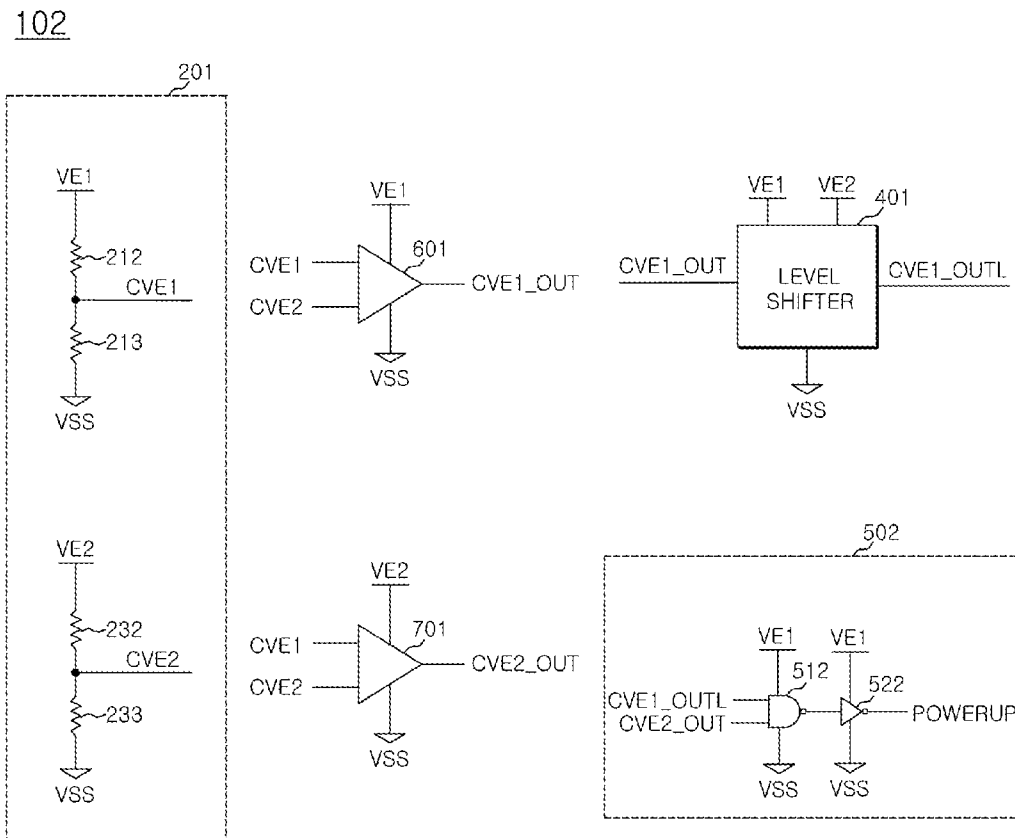 102
201
VE1
212
CVE1
213
VSS
VE2
232
CVE2
233
VSS
VE1
601
CVE1
CVE2
CVE1_OUT
VSS
VE2
701
CVE1
CVE2
CVE2_OUT
VSS
VE1 VE2
401
CVE1_OUT
LEVEL
SHIFTER
CVE1_OUTL
VSS
502
VE1 VE1
512
522
CVE1_OUTL
CVE2_OUT
POWERUP
VSS VSS